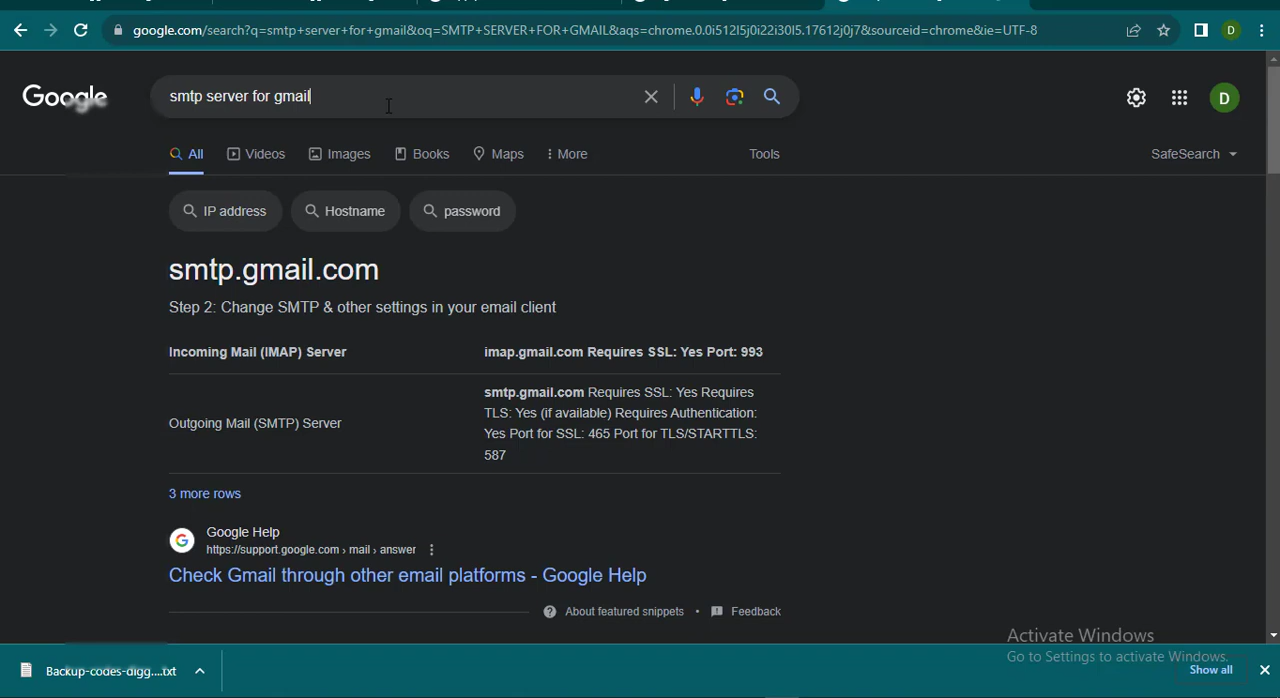 google.com/search?q=smtp+server+for+gmail&oq=SMTP+SERVER+FOR+GMAIL&aqs=chrome.0.0i512l5j0i22i30l5.17612j0j7&sourceid=chrome&ie=UTF-8
D
Google
smtp server for gmail
D
All
Videos
Images
Books
Maps
More
Tools
SafeSearch
IP address
Hostname
password
smtp.gmail.com
Step 2: Change SMTP & other settings in your email client
Incoming Mail (IMAP) Server
imap.gmail.com Requires SSL: Yes Port: 993
Outgoing Mail (SMTP) Server
smtp.gmail.com Requires SSL: Yes Requires
TLS: Yes (if available) Requires Authentication:
Yes Port for SSL: 465 Port for TLS/STARTTLS:
587
3 more rows
Google Help
https://support.google.com › mail › answer
Check Gmail through other email platforms - Google Help
About featured snippets • Feedback
Activate Windows
Go to Settings to activate Windows.
Backup-codes-digg....txt
Show all